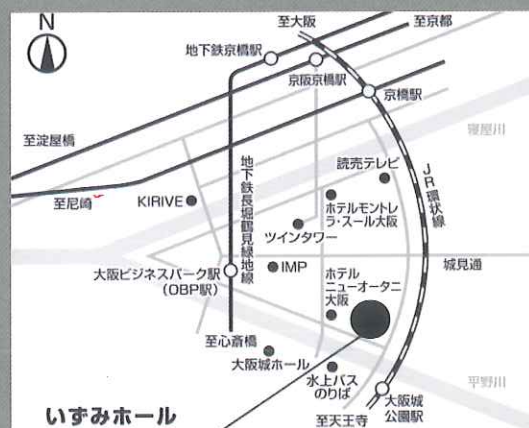 N
至大阪
至京都
地下鉄京橋駅
京阪京橋駅
京橋駅
至淀屋橋
寝屋川
読売テレビ
JR環状線
至尼崎
KIRIVE
地下鉄長堀鶴見緑地線
ホテルモントレ
ラ・スール大阪
ツインタワー
大阪ビジネスパーク駅
(OBP駅)
IMP
ホテル
ニューオータニ
大阪
城見通
至心斎橋
大阪城ホール
水上バス
のりば
平野川
大阪城
公園駅
至天王寺
いずみホール